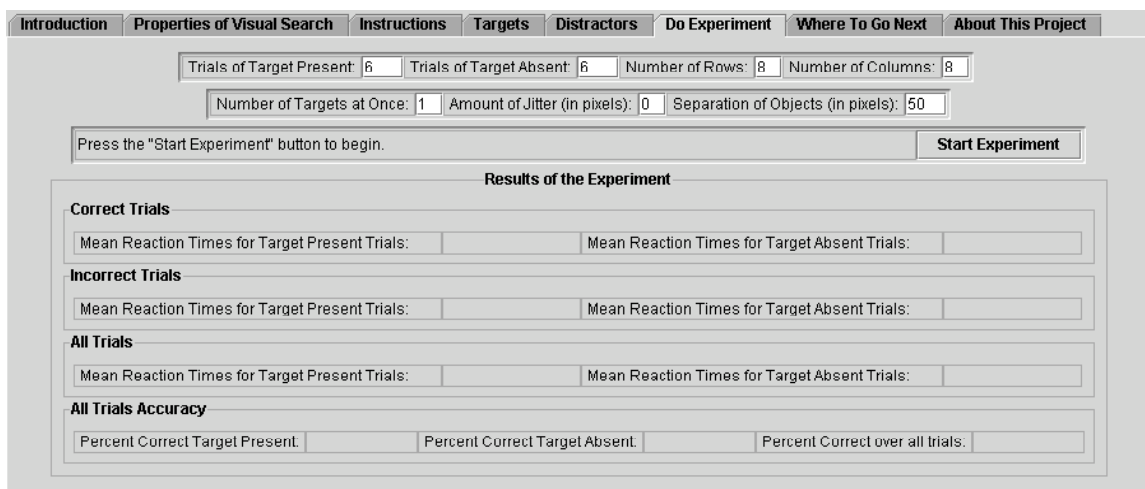 Introduction Properties of Visual Search Instructions Targets Distractors Do Experiment Where To Go Next About This Project
Trials of Target Present: 6 Trials of Target Absent: 6 Number of Rows: 8 Number of Columns: 8
Number of Targets at Once: 1 Amount of Jitter (in pixels): 0 Separation of Objects (in pixels): 50
Press the "Start Experiment" button to begin. Start Experiment
Results of the Experiment
Correct Trials
Mean Reaction Times for Target Present Trials: Mean Reaction Times for Target Absent Trials:
Incorrect Trials
Mean Reaction Times for Target Present Trials: Mean Reaction Times for Target Absent Trials:
All Trials
Mean Reaction Times for Target Present Trials: Mean Reaction Times for Target Absent Trials:
All Trials Accuracy
Percent Correct Target Present: Percent Correct Target Absent: Percent Correct over all trials: